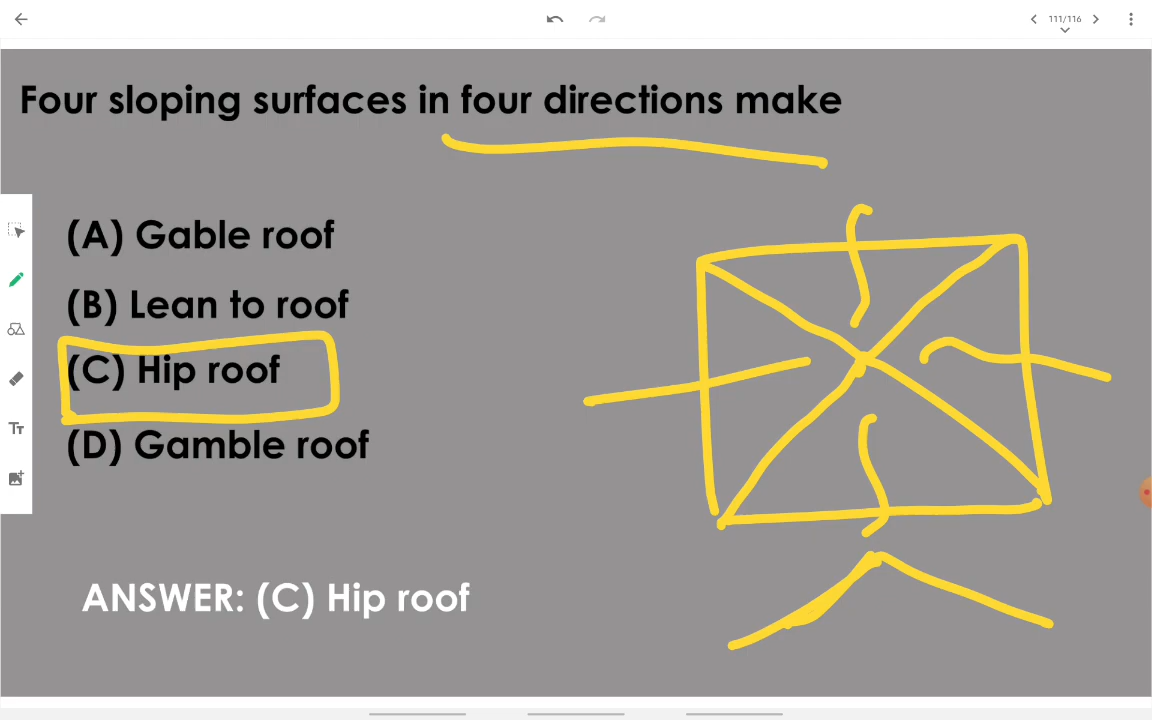 111/116
Four sloping surfaces in four directions make
(A) Gable roof
(B) Lean to roof
(C) Hip roof
(D) Gamble roof
ANSWER: (C) Hip roof
Tт